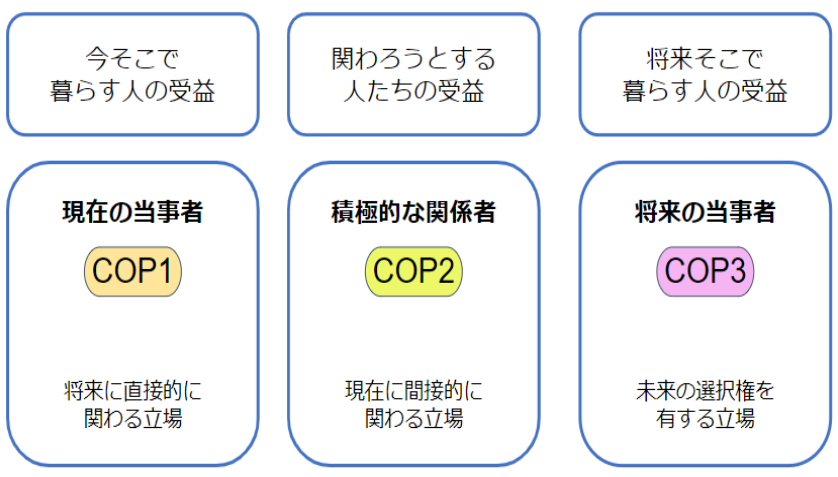 今そこで
暮らす人の受益
関わろうとする
人たちの受益
将来そこで
暮らす人の受益
現在の当事者
COP1
将来に直接的に
関わる立場
積極的な関係者
COP2
現在に間接的に
関わる立場
将来の当事者
COP3
未来の選択権を
有する立場